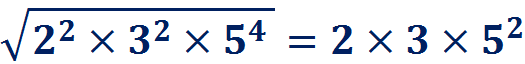 √(2² × 3² × 5⁴) = 2 × 3 × 5²